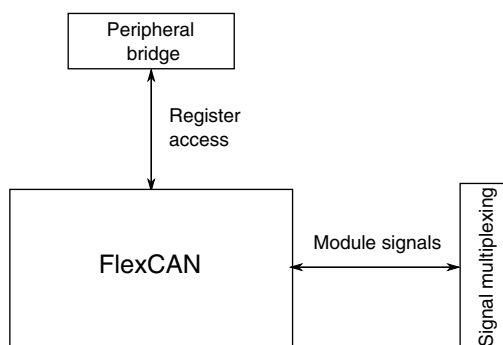 Peripheral
bridge
Register
access
FlexCAN
Module signals
Signal multiplexing